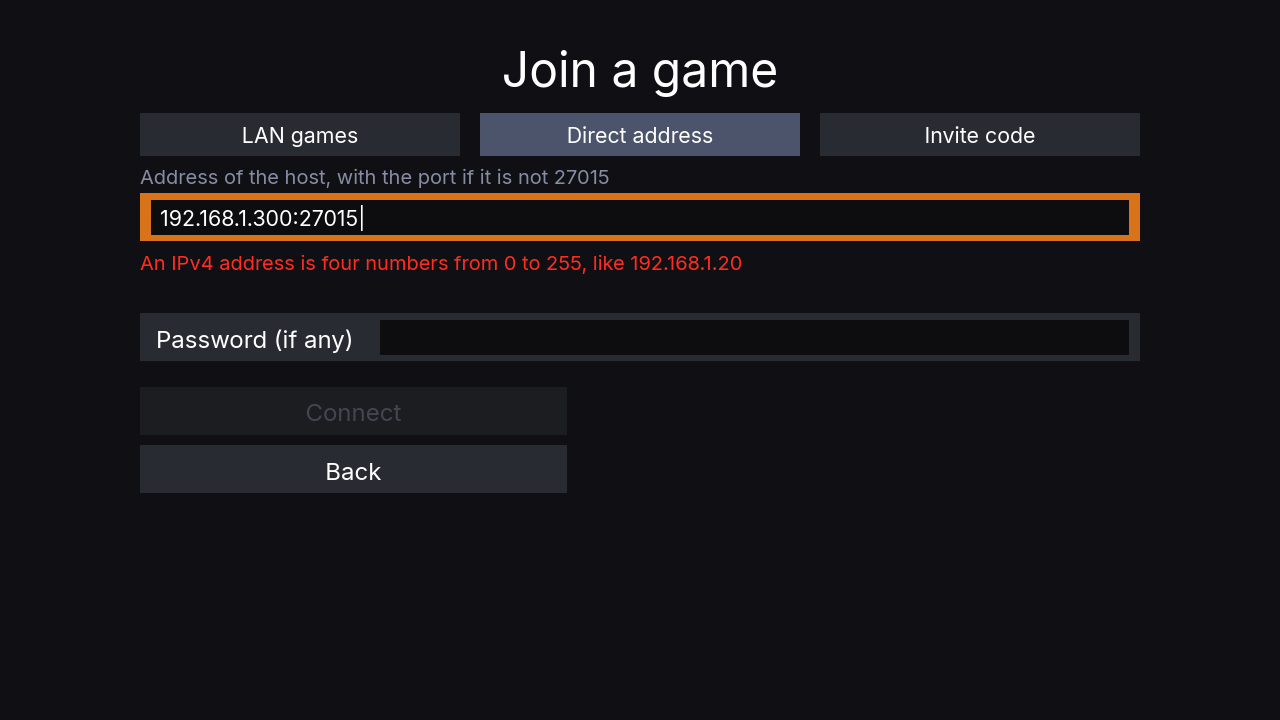 Join a game
LAN games
Direct address
Invite code
Address of the host, with the port if it is not 27015
192.168.1.300:27015
An IPv4 address is four numbers from 0 to 255, like 192.168.1.20
Password (if any)
Connect
Back